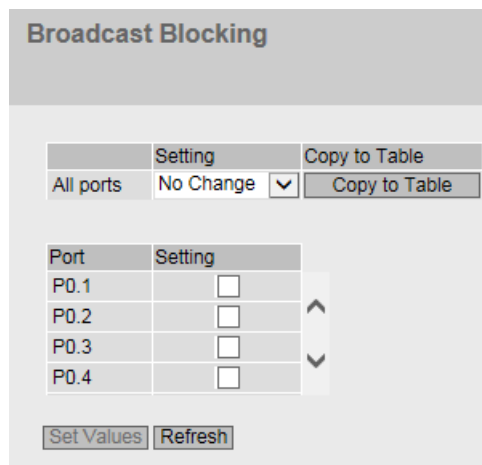 Broadcast Blocking
Setting Copy to Table
All ports No Change Copy to Table
Port Setting
P0.1
P0.2
P0.3
P0.4
Set Values Refresh